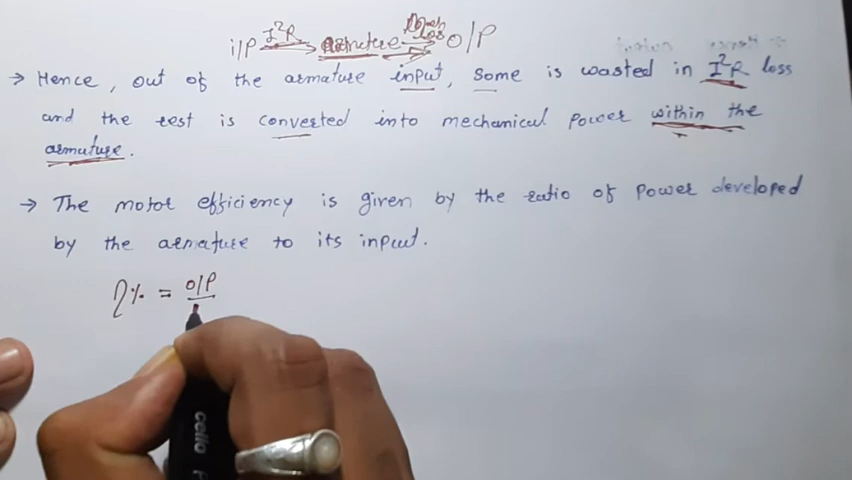 i/P I²R armature Mech loss O/P
→ Hence, out of the armature input, some is wasted in I²R loss
and the rest is converted into mechanical power within the
armature.
→ The motor efficiency is given by the ratio of power developed
by the armature to its input.
η% = O/P
cello